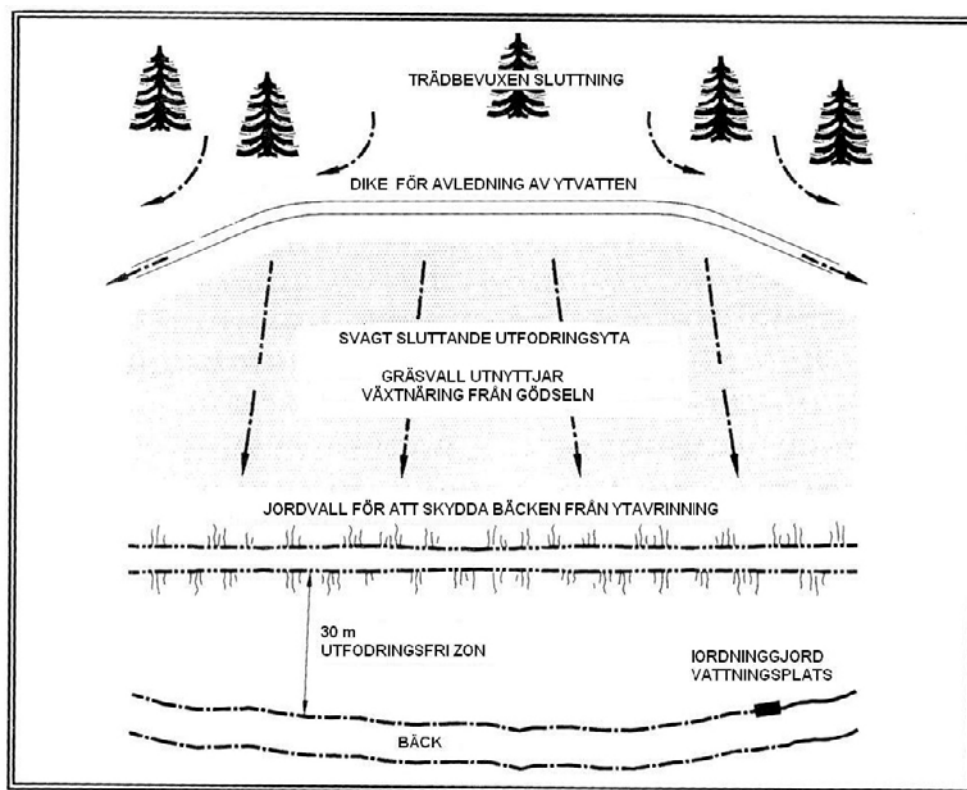 TRÄDBEVUXEN SLUTTNING
DIKE FÖR AVLEDNING AV YTVATTEN
SVAGT SLUTTANDE UTFODRINGSYTA
GRÄSVALL UTNYTTJAR
VÄXTNÄRING FRÅN GÖDSELN
JORDVALL FÖR ATT SKYDDA BÄCKEN FRÅN YTAVRINNING
30 m
UTFODRINGSFRI ZON
IORDNINGGJORD
VATTNINGSPLATS
BÄCK